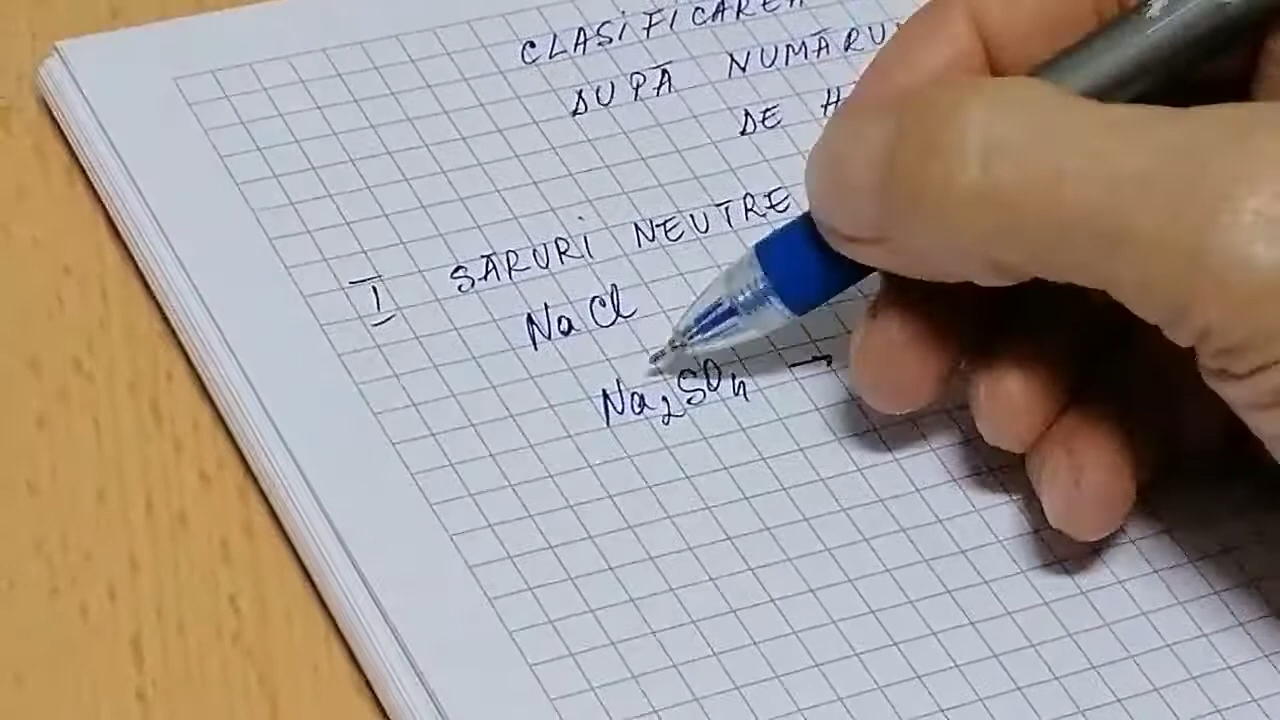 CLASIFICAREA
DUPĂ NUMĂRU
DE H
I SĂRURI NEUTRE
NaCl
Na₂SO₄ →